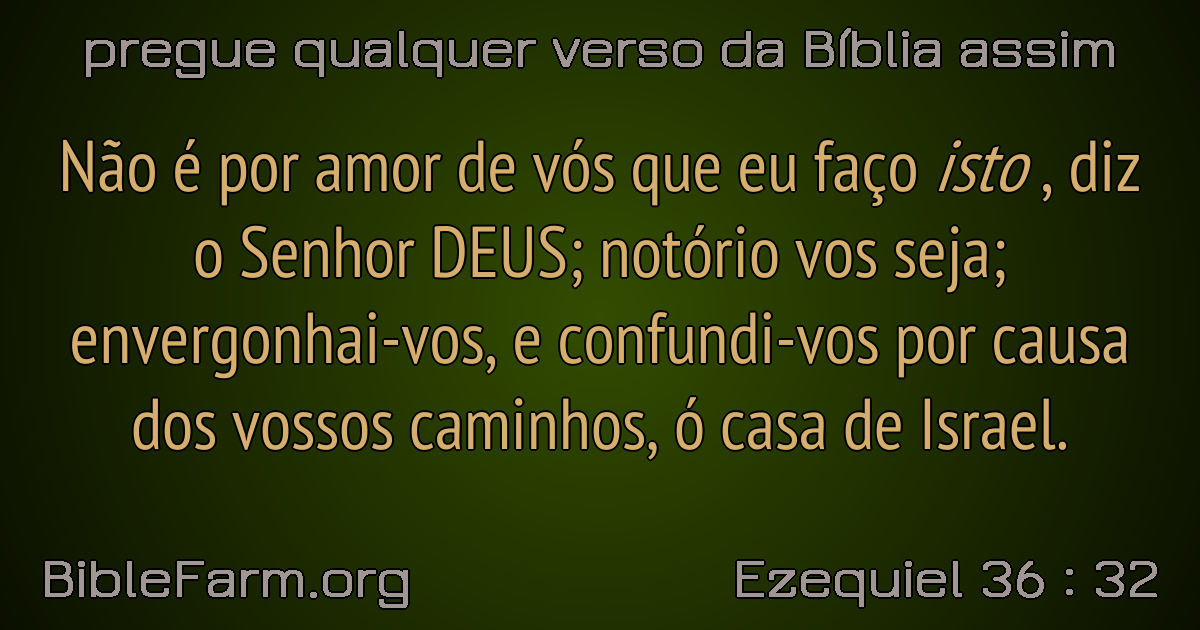 pregue qualquer verso da Bíblia assim
Não é por amor de vós que eu faço isto , diz
o Senhor DEUS; notório vos seja;
envergonhai-vos, e confundi-vos por causa
dos vossos caminhos, ó casa de Israel.
BibleFarm.org
Ezequiel 36 : 32